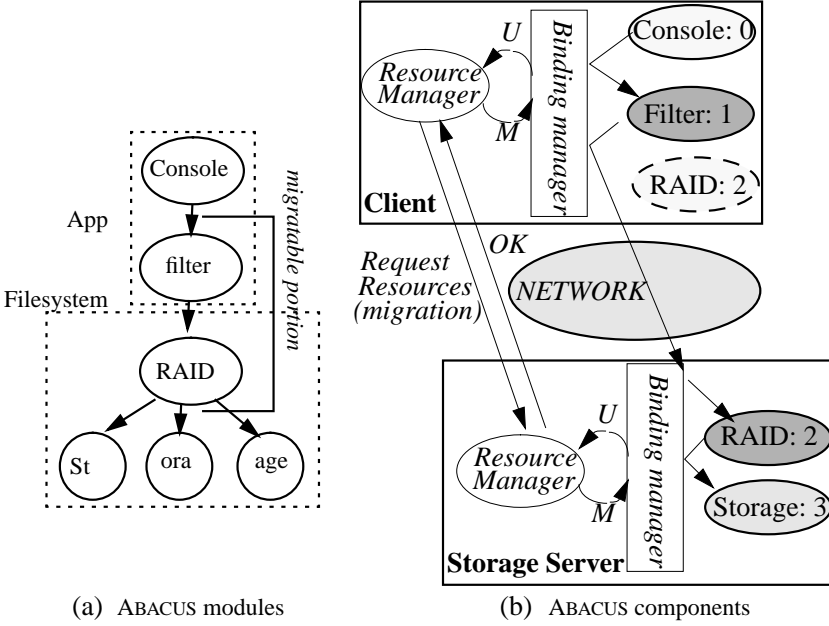 Console
App
migratable portion
filter
Filesystem
RAID
St
ora
age
(a) ABACUS modules
U
Resource
Manager
M
Binding manager
Console: 0
Filter: 1
RAID: 2
Client
OK
Request
Resources
(migration)
NETWORK
U
Resource
Manager
M
Binding manager
RAID: 2
Storage: 3
Storage Server
(b) ABACUS components